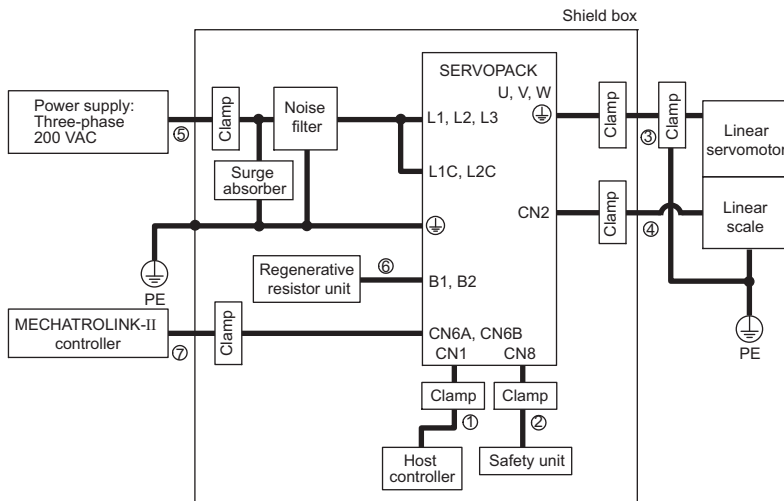 Shield box
SERVOPACK
U, V, W
Power supply:
Three-phase
200 VAC
⑤
Clamp
Noise
filter
L1, L2, L3
Clamp
③
Clamp
Linear
servomotor
Surge
absorber
L1C, L2C
CN2
Clamp
④
Linear
scale
PE
Regenerative
resistor unit
⑥
B1, B2
MECHATROLINK-II
controller
⑦
Clamp
CN6A, CN6B
PE
CN1
CN8
Clamp
Clamp
①
②
Host
controller
Safety unit